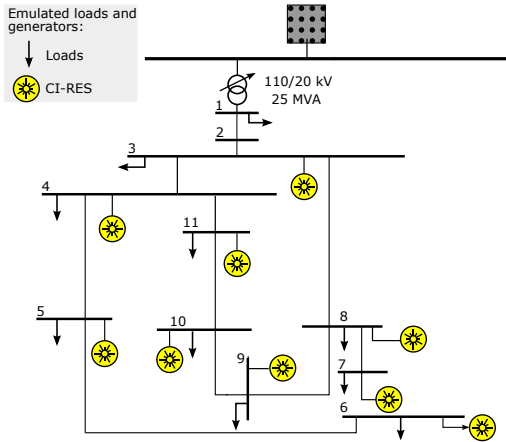 Emulated loads and
generators:
Loads
CI-RES
110/20 kV
25 MVA
1
2
3
4
11
5
10
9
8
7
6